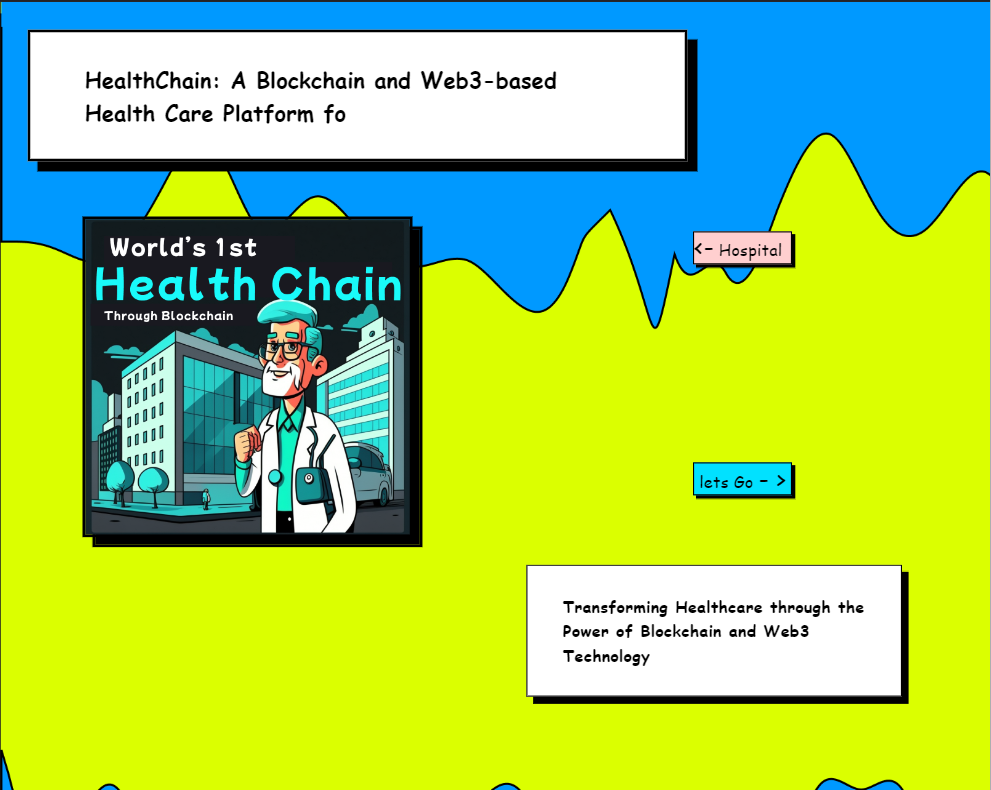 HealthChain: A Blockchain and Web3-based
Health Care Platform fo
World's 1st
Health Chain
Through Blockchain
<- Hospital
lets Go - >
Transforming Healthcare through the
Power of Blockchain and Web3
Technology